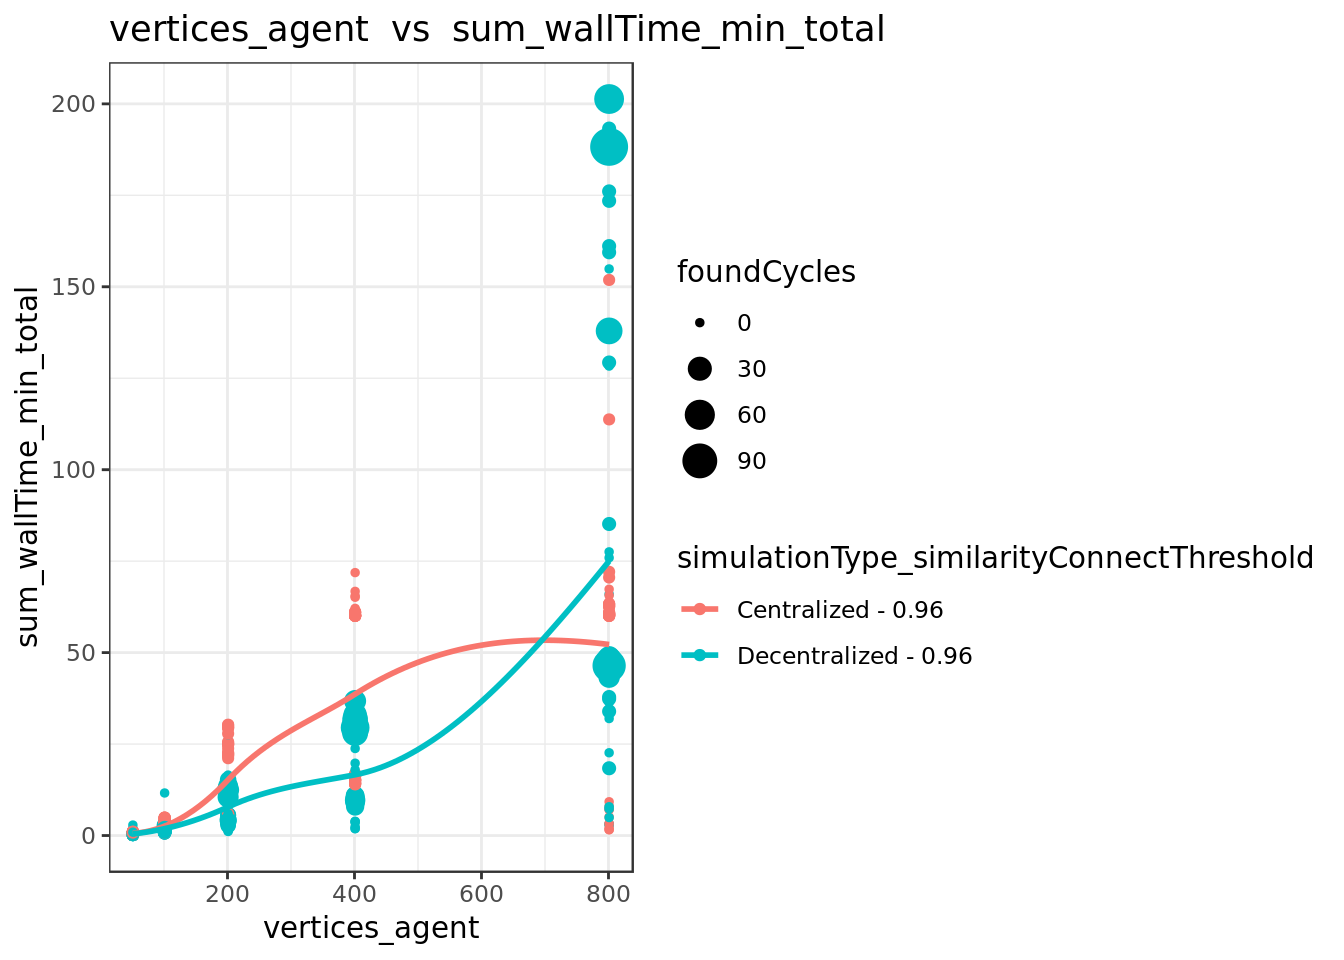 vertices_agent vs sum_wallTime_min_total
sum_wallTime_min_total
200
150
100
50
0
200
400
600
800
vertices_agent
foundCycles
0
30
60
90
simulationType_similarityConnectThreshold
Centralized - 0.96
Decentralized - 0.96